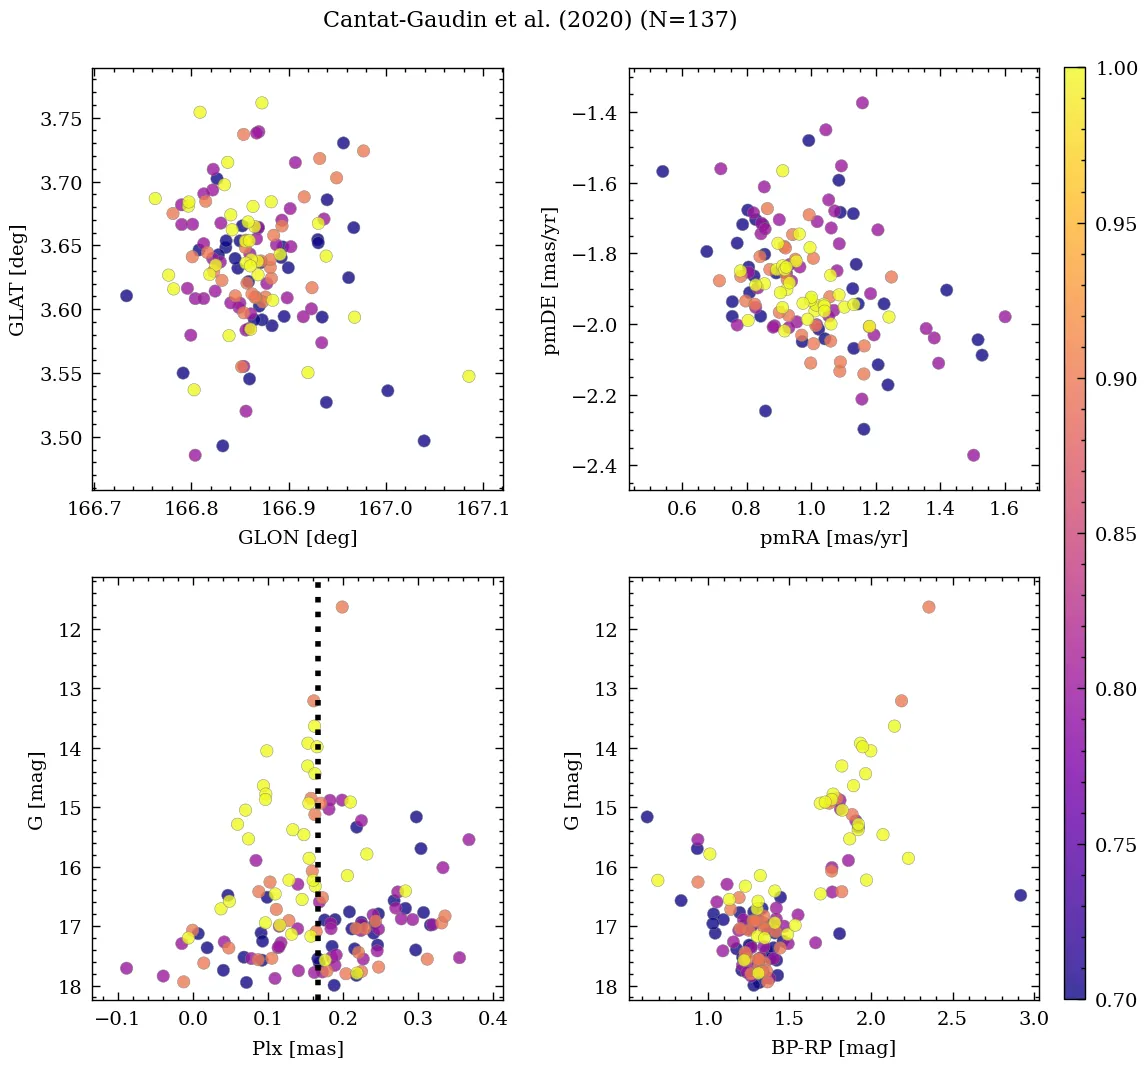 Cantat-Gaudin et al. (2020) (N=137)
3.75
3.70
3.65
3.60
3.55
3.50
GLAT [deg]
166.7 166.8 166.9 167.0 167.1
GLON [deg]
−1.4
−1.6
−1.8
−2.0
−2.2
−2.4
pmDE [mas/yr]
0.6 0.8 1.0 1.2 1.4 1.6
pmRA [mas/yr]
12
13
14
15
16
17
18
G [mag]
−0.1 0.0 0.1 0.2 0.3 0.4
Plx [mas]
12
13
14
15
16
17
18
G [mag]
1.0 1.5 2.0 2.5 3.0
BP-RP [mag]
1.00
0.95
0.90
0.85
0.80
0.75
0.70